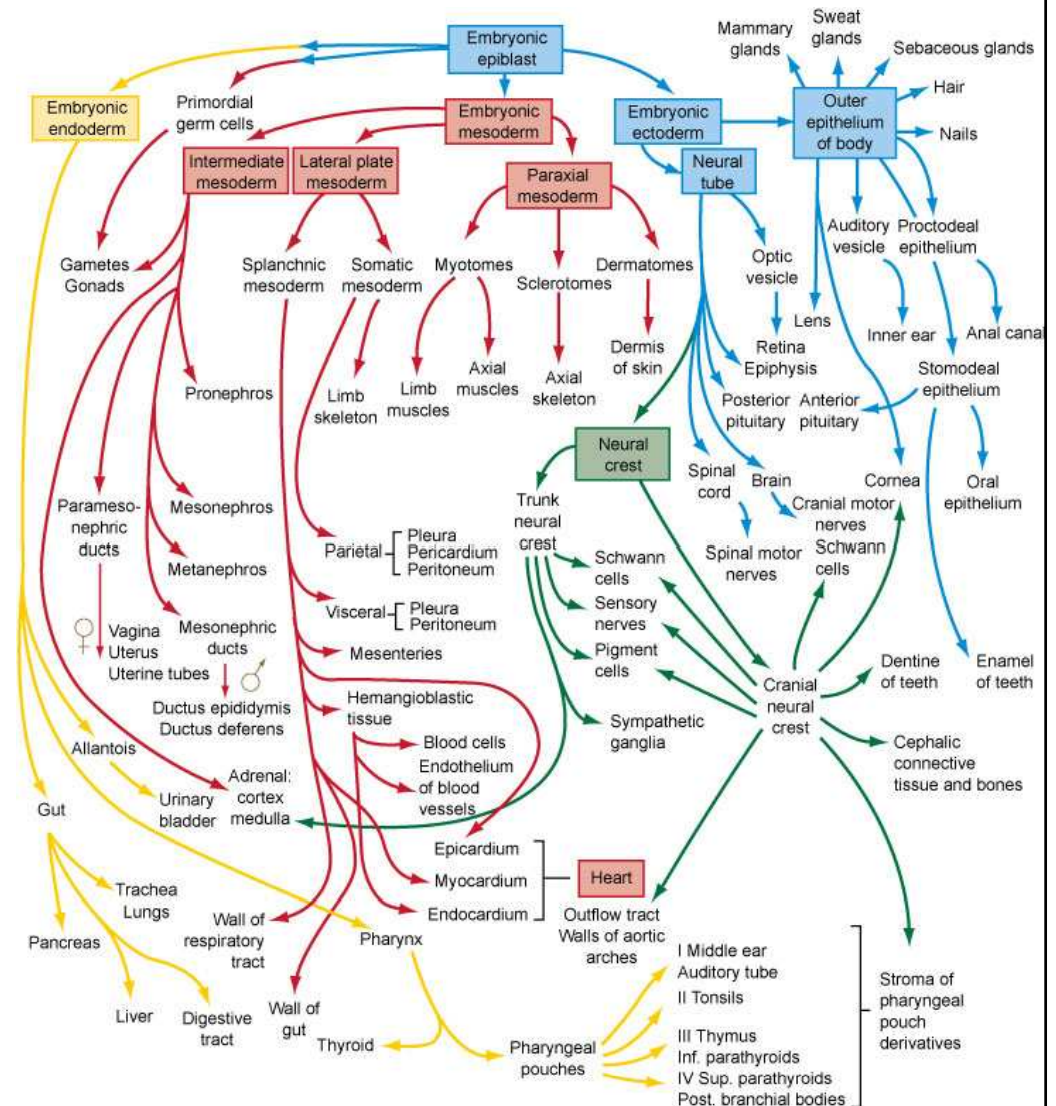 Embryonic
epiblast
Mammary
glands
Sweat
glands
Sebaceous glands
Hair
Nails
Embryonic
endoderm
Primordial
germ cells
Embryonic
mesoderm
Embryonic
ectoderm
Outer
epithelium
of body
Intermediate
mesoderm
Lateral plate
mesoderm
Paraxial
mesoderm
Neural
tube
Gametes
Gonads
Splanchnic
mesoderm
Somatic
mesoderm
Myotomes
Sclerotomes
Dermatomes
Optic
vesicle
Auditory
vesicle
Proctodeal
epithelium
Lens
Inner ear
Anal canal
Pronephros
Limb
skeleton
Limb
muscles
Axial
muscles
Axial
skeleton
Dermis
of skin
Retina
Epiphysis
Posterior
pituitary
Anterior
pituitary
Stomodeal
epithelium
Neural
crest
Spinal
cord
Brain
Cornea
Oral
epithelium
Parameso-
nephric
ducts
Mesonephros
Metanephros
Trunk
neural
crest
Cranial motor
nerves
Schwann
cells
Spinal motor
nerves
Parietal
Pleura
Pericardium
Peritoneum
Schwann
cells
Sensory
nerves
Pigment
cells
Visceral
Pleura
Peritoneum
♀
Vagina
Uterus
Uterine tubes
Mesonephric
ducts
♂
Ductus epididymis
Ductus deferens
Mesenteries
Hemangioblastic
tissue
Blood cells
Endothelium
of blood
vessels
Sympathetic
ganglia
Cranial
neural
crest
Dentine
of teeth
Enamel
of teeth
Cephalic
connective
tissue and bones
Allantois
Gut
Urinary
bladder
Adrenal:
cortex
medulla
Epicardium
Myocardium
Endocardium
Heart
Outflow tract
Walls of aortic
arches
Trachea
Lungs
Pancreas
Liver
Digestive
tract
Wall of
respiratory
tract
Wall of
gut
Pharynx
Thyroid
Pharyngeal
pouches
I Middle ear
Auditory tube
II Tonsils
III Thymus
Inf. parathyroids
IV Sup. parathyroids
Post. branchial bodies
Stroma of
pharyngeal
pouch
derivatives